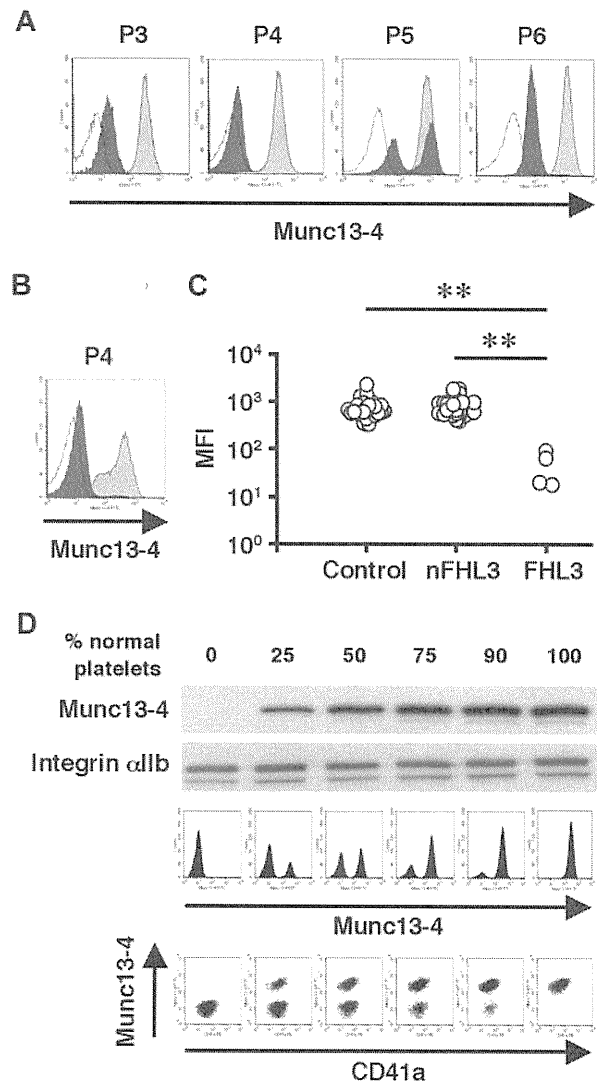 A
P3 P4 P5 P6
Munc13-4
B
P4
Munc13-4
C
** 
**
MFI
10⁴
10³
10²
10¹
10⁰
Control nFHL3 FHL3
D
% normal platelets
0 25 50 75 90 100
Munc13-4
Integrin αIIb
Munc13-4
Munc13-4
CD41a